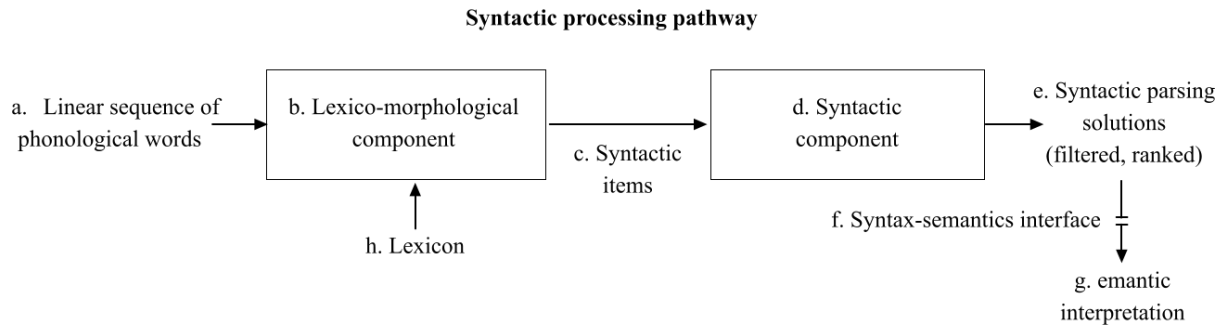 Syntactic processing pathway
a. Linear sequence of
phonological words
b. Lexico-morphological
component
c. Syntactic
items
d. Syntactic
component
e. Syntactic parsing
solutions
(filtered, ranked)
f. Syntax-semantics interface
g. emantic
interpretation
h. Lexicon